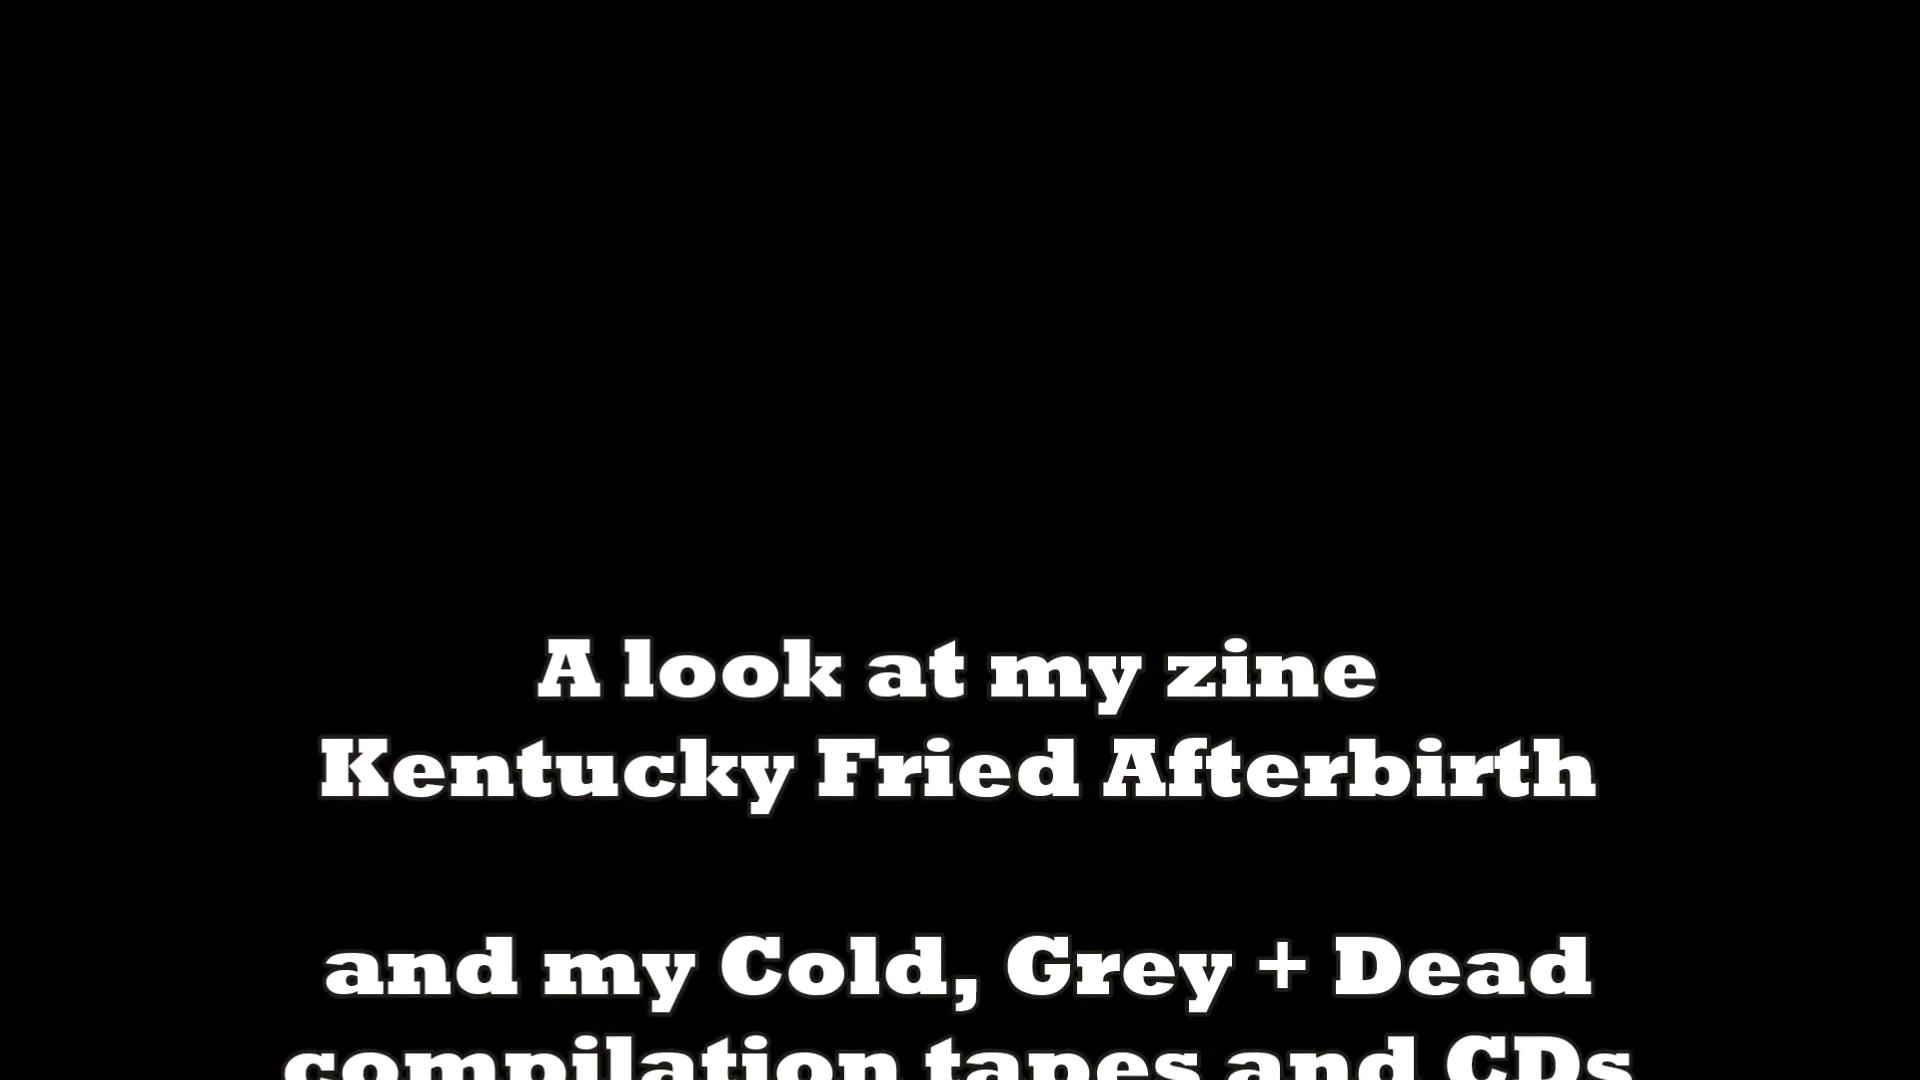 A look at my zine
Kentucky Fried Afterbirth
and my Cold, Grey + Dead
compilation tapes and CDs